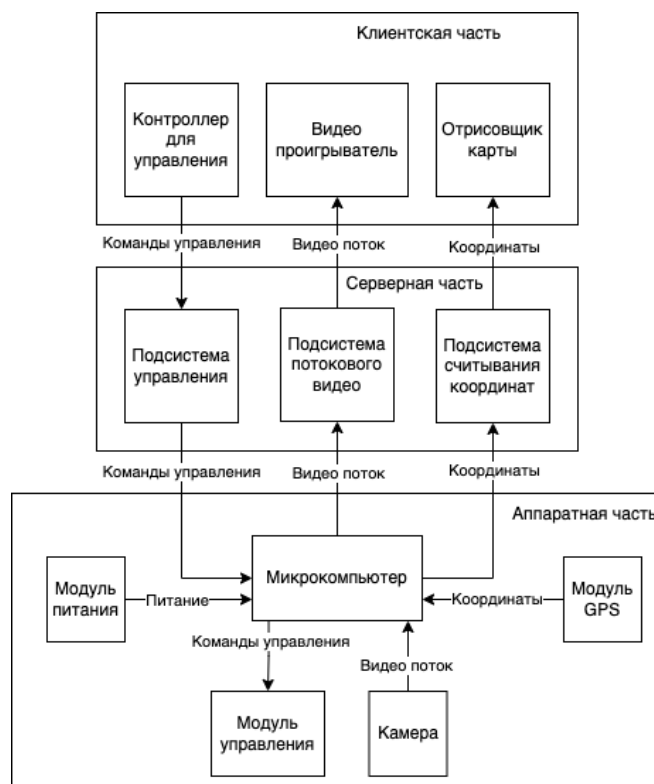 Клиентская часть
Контроллер
для
управления
Видео
проигрыватель
Отрисовщик
карты
Команды управления
Видео поток
Координаты
Серверная часть
Подсистема
управления
Подсистема
потокового
видео
Подсистема
считывания
координат
Команды управления
Видео поток
Координаты
Аппаратная часть
Модуль
питания
Питание
Микрокомпьютер
Координаты
Модуль
GPS
Команды управления
Видео поток
Модуль
управления
Камера